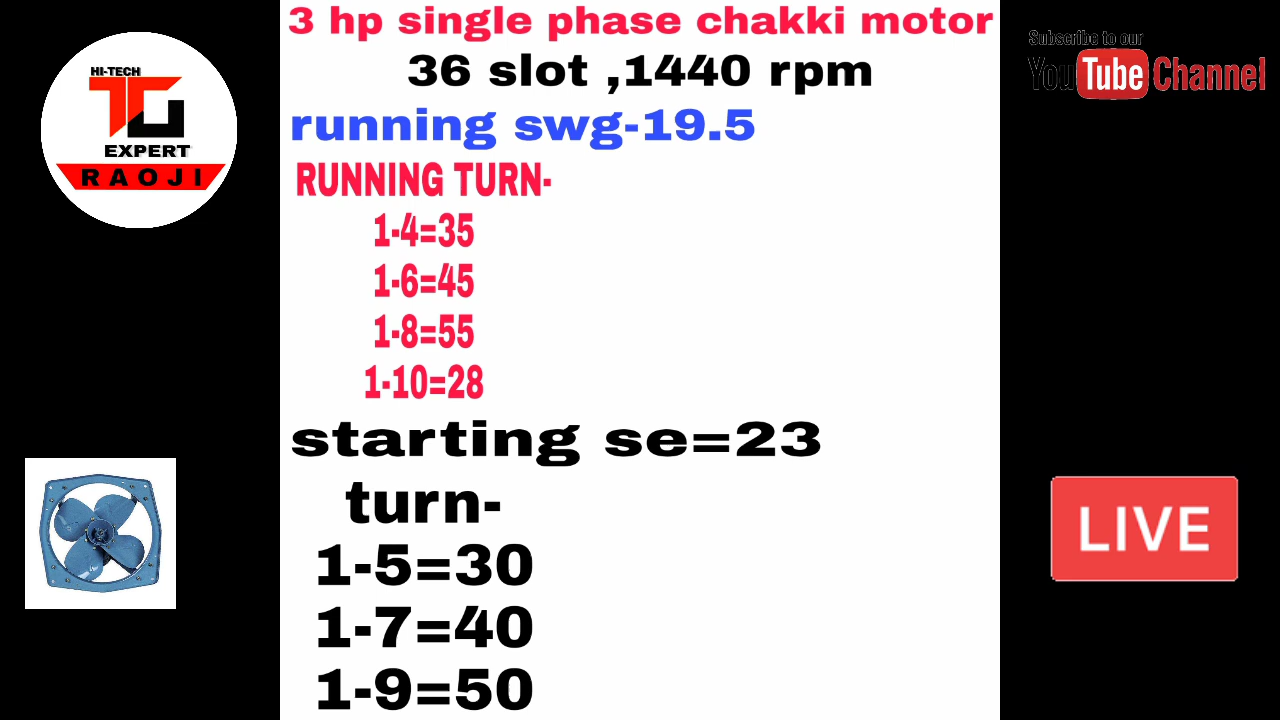 3 hp single phase chakki motor
36 slot ,1440 rpm
running swg-19.5
RUNNING TURN-
1-4=35
1-6=45
1-8=55
1-10=28
starting se=23
turn-
1-5=30
1-7=40
1-9=50
HI-TECH
TG
EXPERT
RAOJI
Subscribe to our
YouTube Channel
LIVE